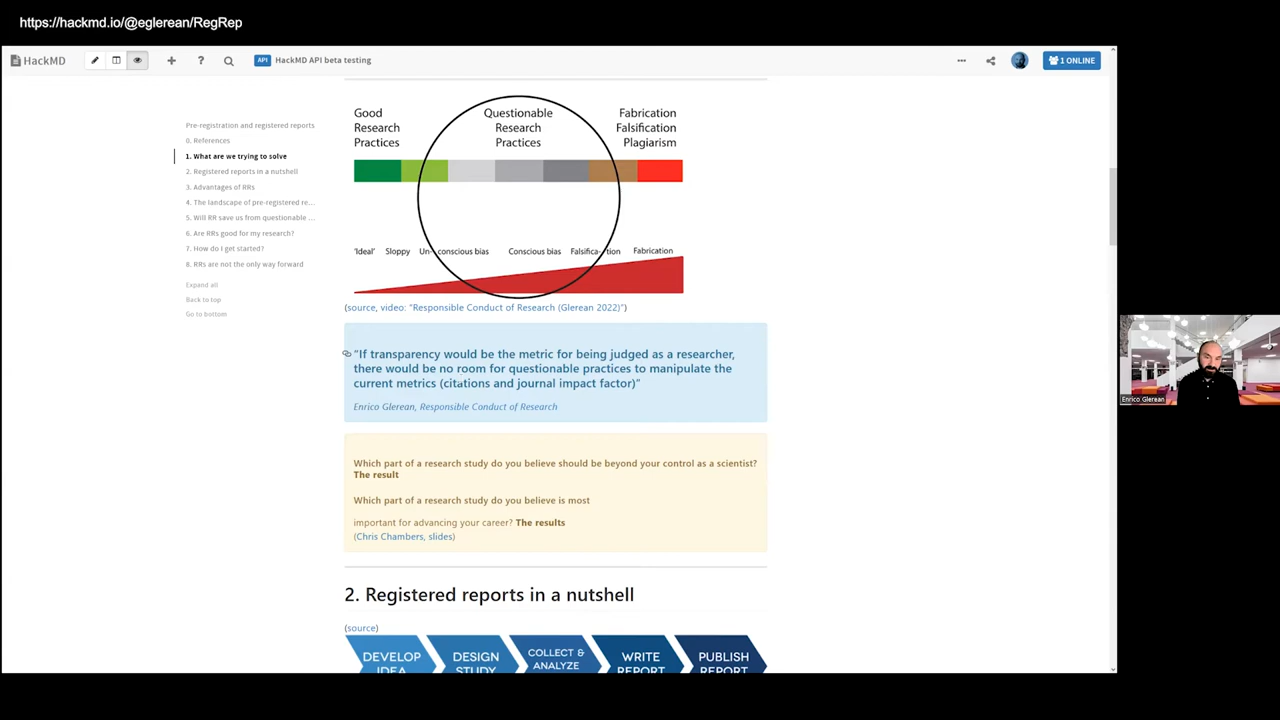 https://hackmd.io/@eglerean/RegRep
HackMD
API HackMD API beta testing
1 ONLINE
Pre-registration and registered reports
0. References
1. What are we trying to solve
2. Registered reports in a nutshell
3. Advantages of RRs
4. The landscape of pre-registered re...
5. Will RR save us from questionable ...
6. Are RRs good for my research?
7. How do I get started?
8. RRs are not the only way forward
Expand all
Back to top
Go to bottom
Good
Research
Practices
Questionable
Research
Practices
Fabrication
Falsification
Plagiarism
'Ideal' Sloppy Un- conscious bias Conscious bias Falsifica- tion Fabrication
(source, video: "Responsible Conduct of Research (Glerean 2022)")
"If transparency would be the metric for being judged as a researcher,
there would be no room for questionable practices to manipulate the
current metrics (citations and journal impact factor)"
Enrico Glerean, Responsible Conduct of Research
Which part of a research study do you believe should be beyond your control as a scientist?
The result
Which part of a research study do you believe is most
important for advancing your career? The results
(Chris Chambers, slides)
2. Registered reports in a nutshell
(source)
DEVELOP
IDEA
DESIGN
STUDY
COLLECT &
ANALYZE
WRITE
REPORT
PUBLISH
REPORT
Enrico Glerean